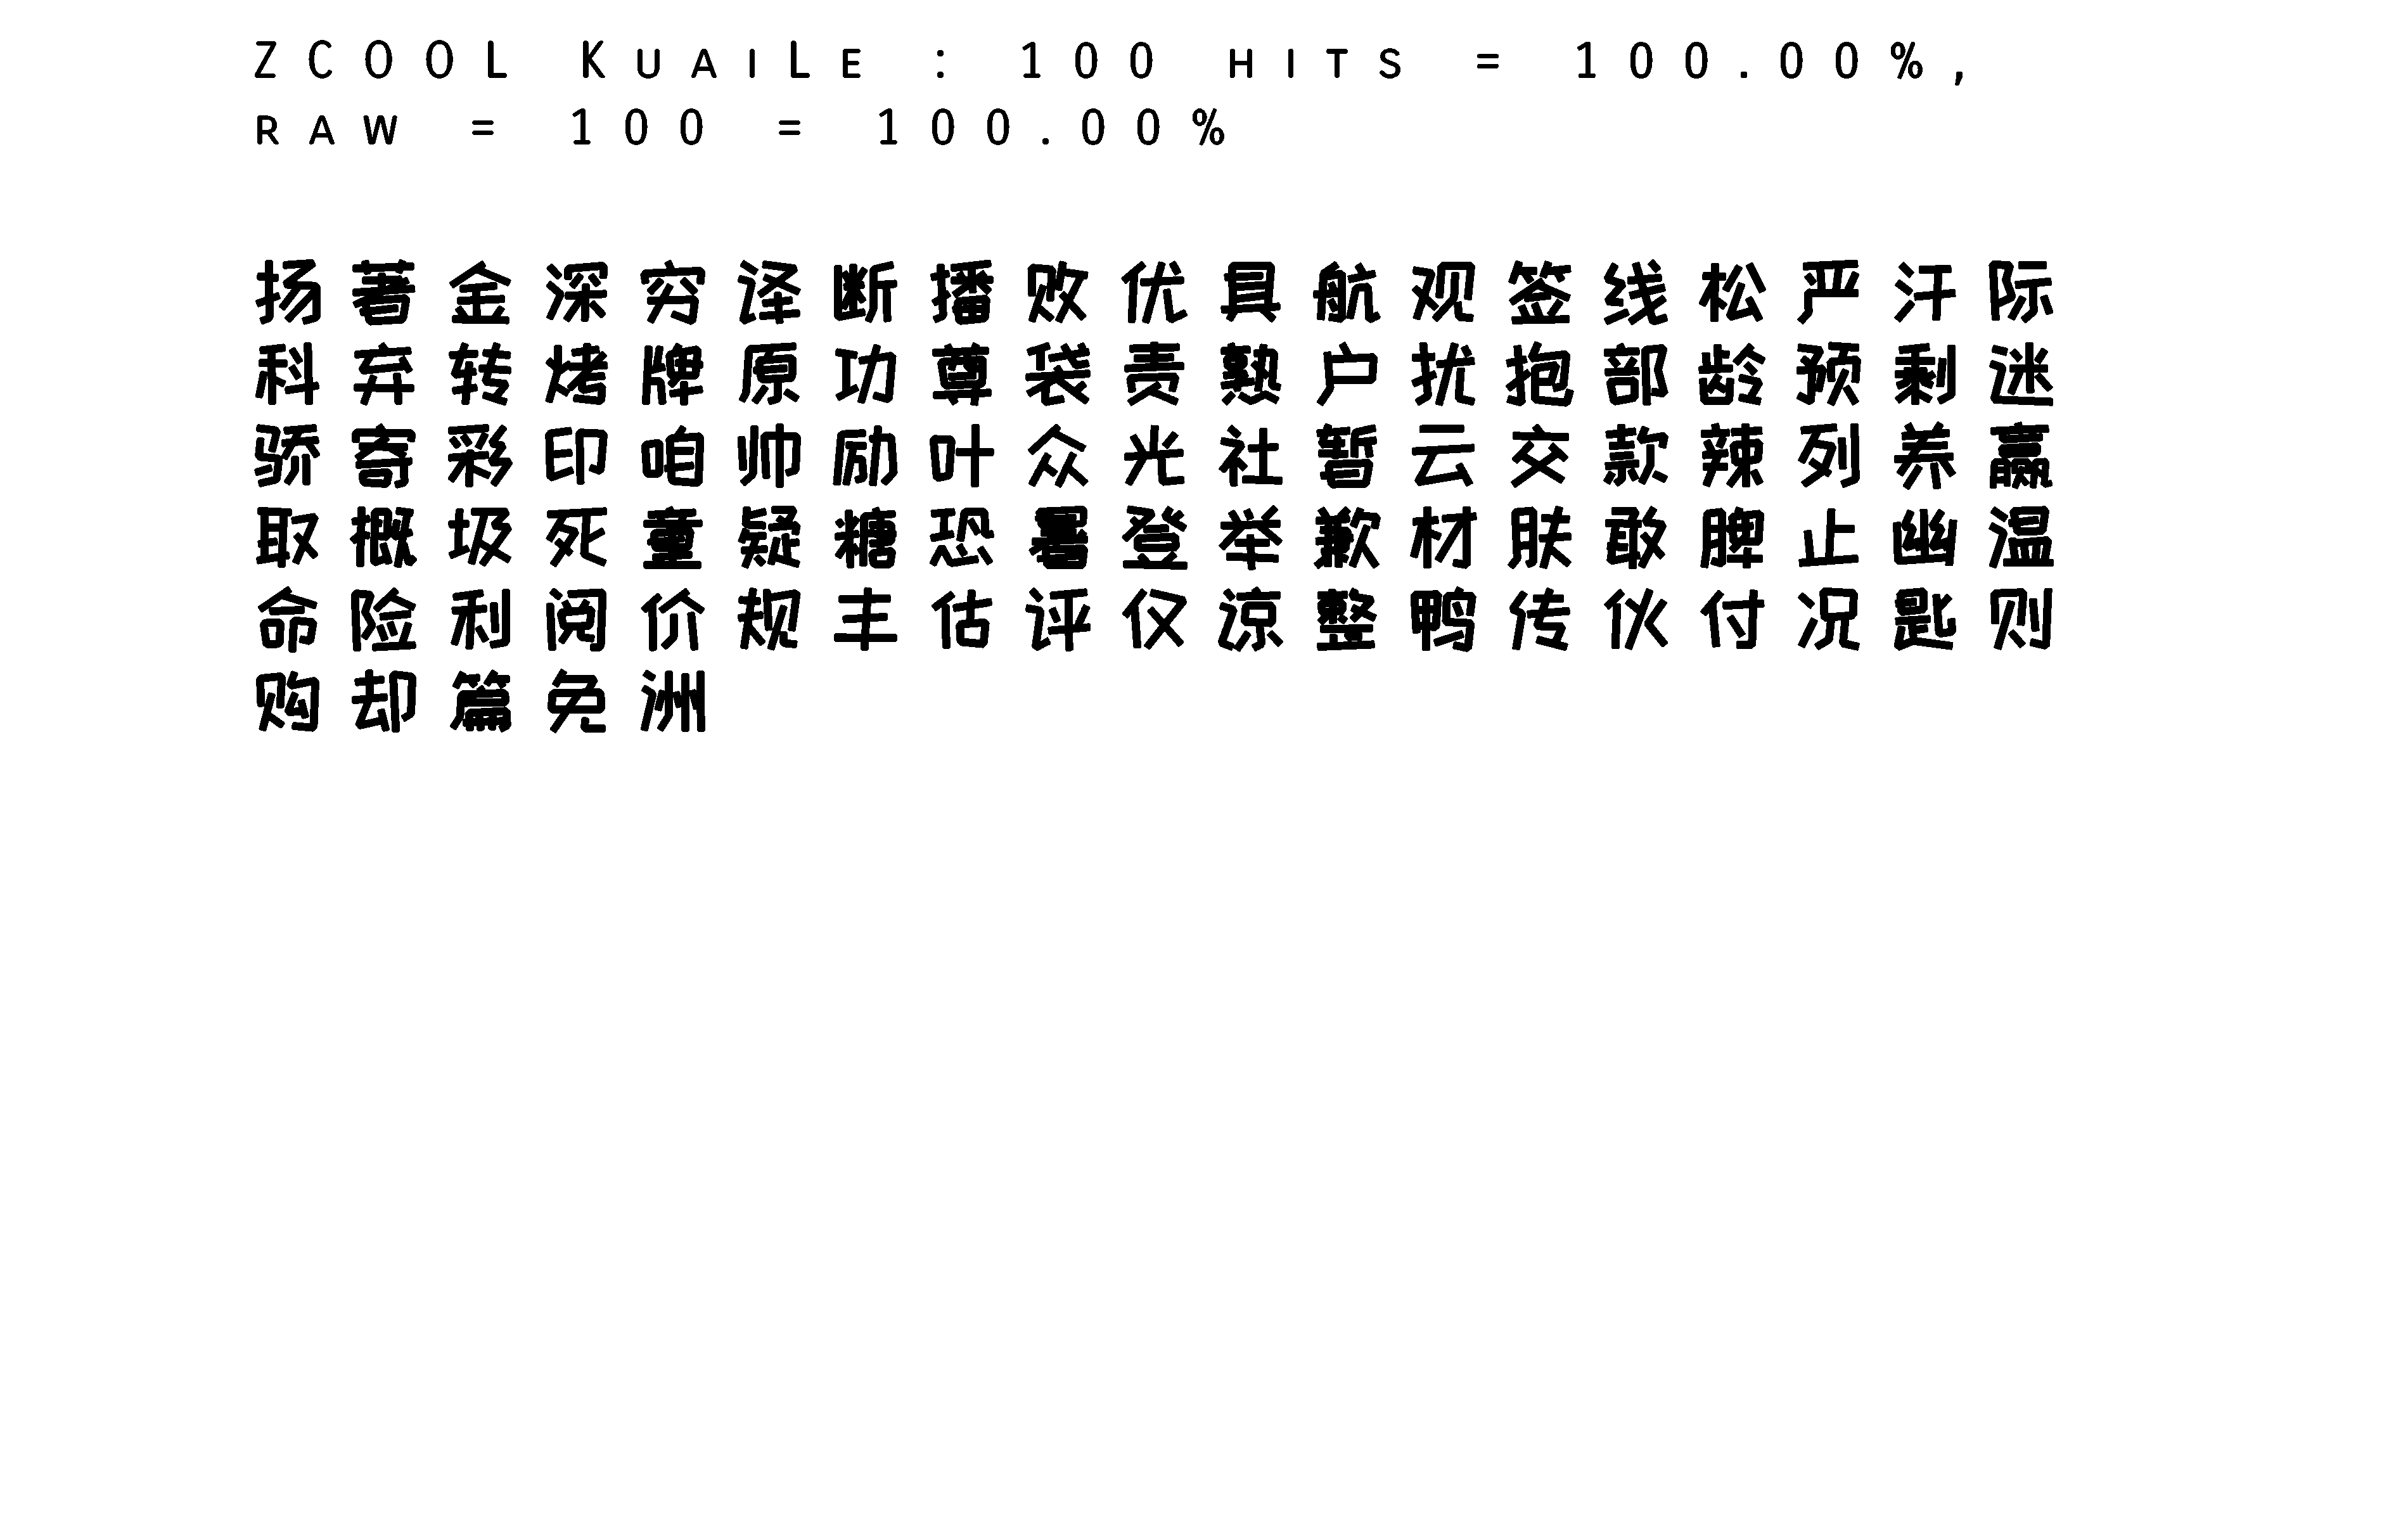 ZCOOL KuaiLe : 100 hits = 100.00%,
raw = 100 = 100.00%
扬著金深穷译断播败优具航观签线松严汗际
科弃转烤牌原功尊袋责熟户扰抱部龄预剩迷
骄寄彩印咱帅励叶众光社暂云交款辣列养赢
取概圾死童疑糖恐署登举歉材肤敢脾止幽温
命险利阅价规丰估评仅谅整鸭传伙付况匙则
购却篇免洲